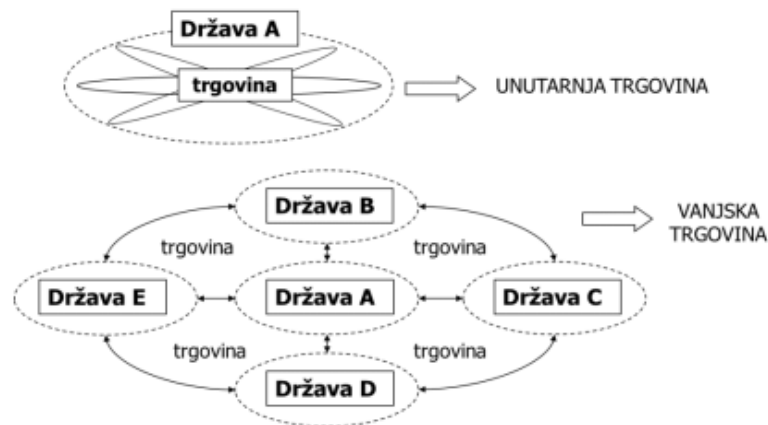 Država A
trgovina
UNUTARNJA TRGOVINA
Država B
VANJSKA
TRGOVINA
trgovina
trgovina
Država E
Država A
Država C
trgovina
trgovina
Država D